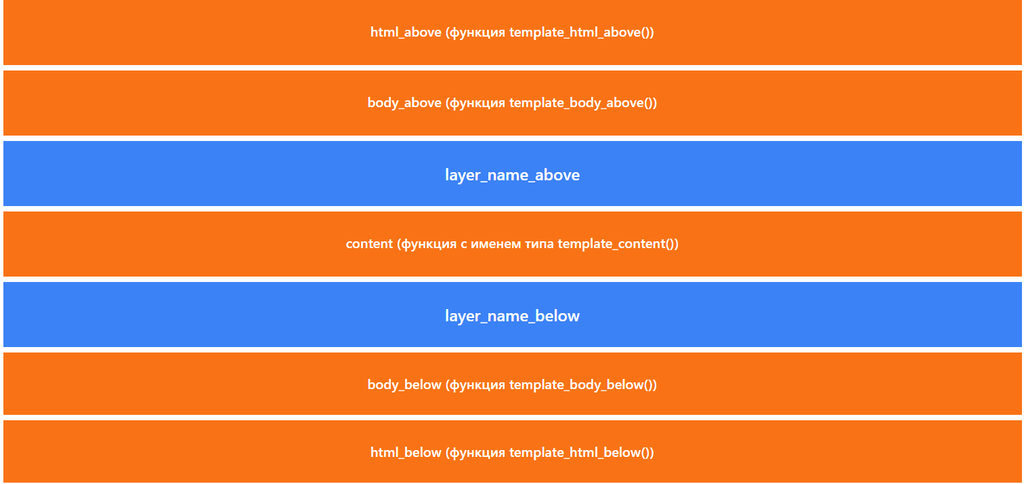 html_above (функция template_html_above())
body_above (функция template_body_above())
layer_name_above
content (функция с именем типа template_content())
layer_name_below
body_below (функция template_body_below())
html_below (функция template_html_below())